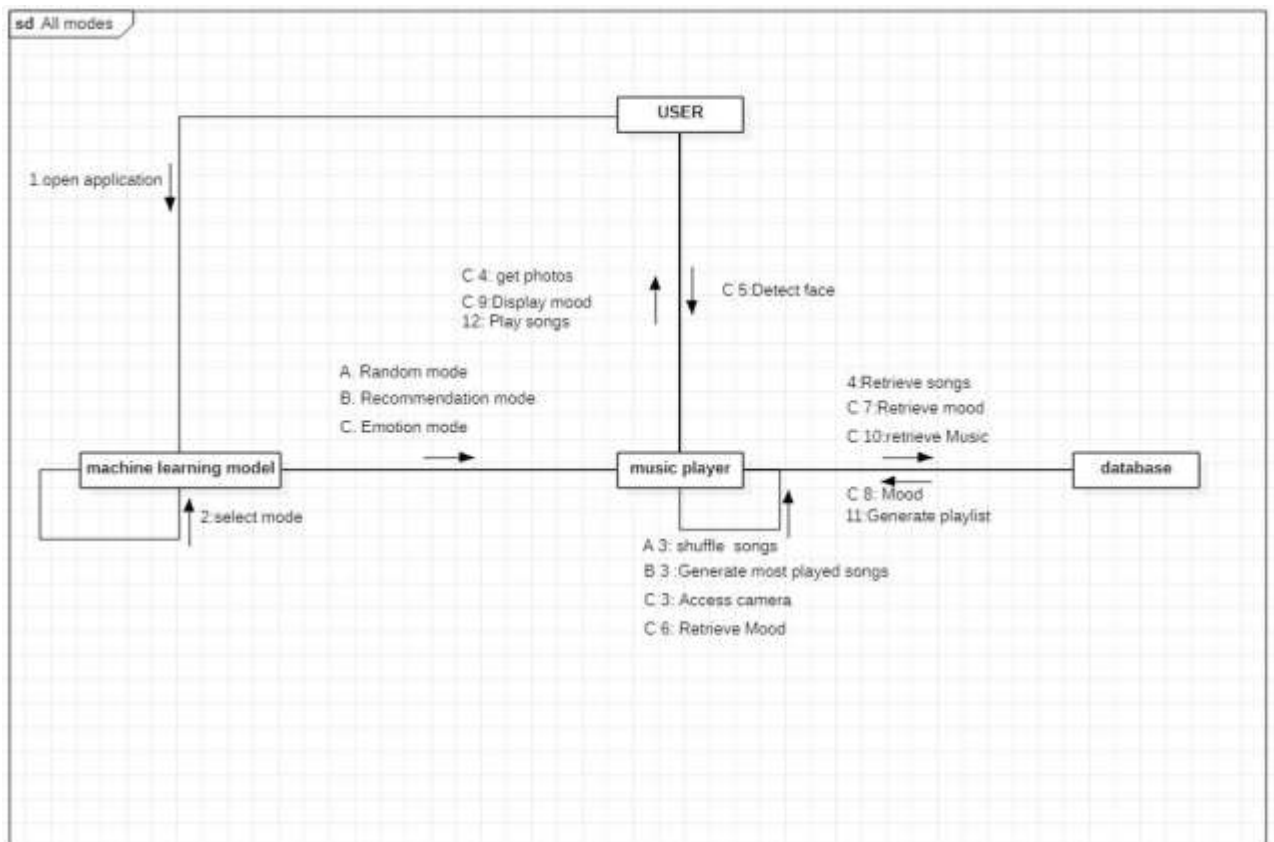 sd All modes
USER
1.open application
C 4: get photos
C 9:Display mood
12: Play songs
C 5:Detect face
A. Random mode
B. Recommendation mode
C. Emotion mode
4:Retrieve songs
C 7:Retrieve mood
C 10:retrieve Music
machine learning model
music player
database
2:select mode
C 8: Mood
11:Generate playlist
A 3: shuffle songs
B 3 :Generate most played songs
C 3: Access camera
C 6: Retrieve Mood